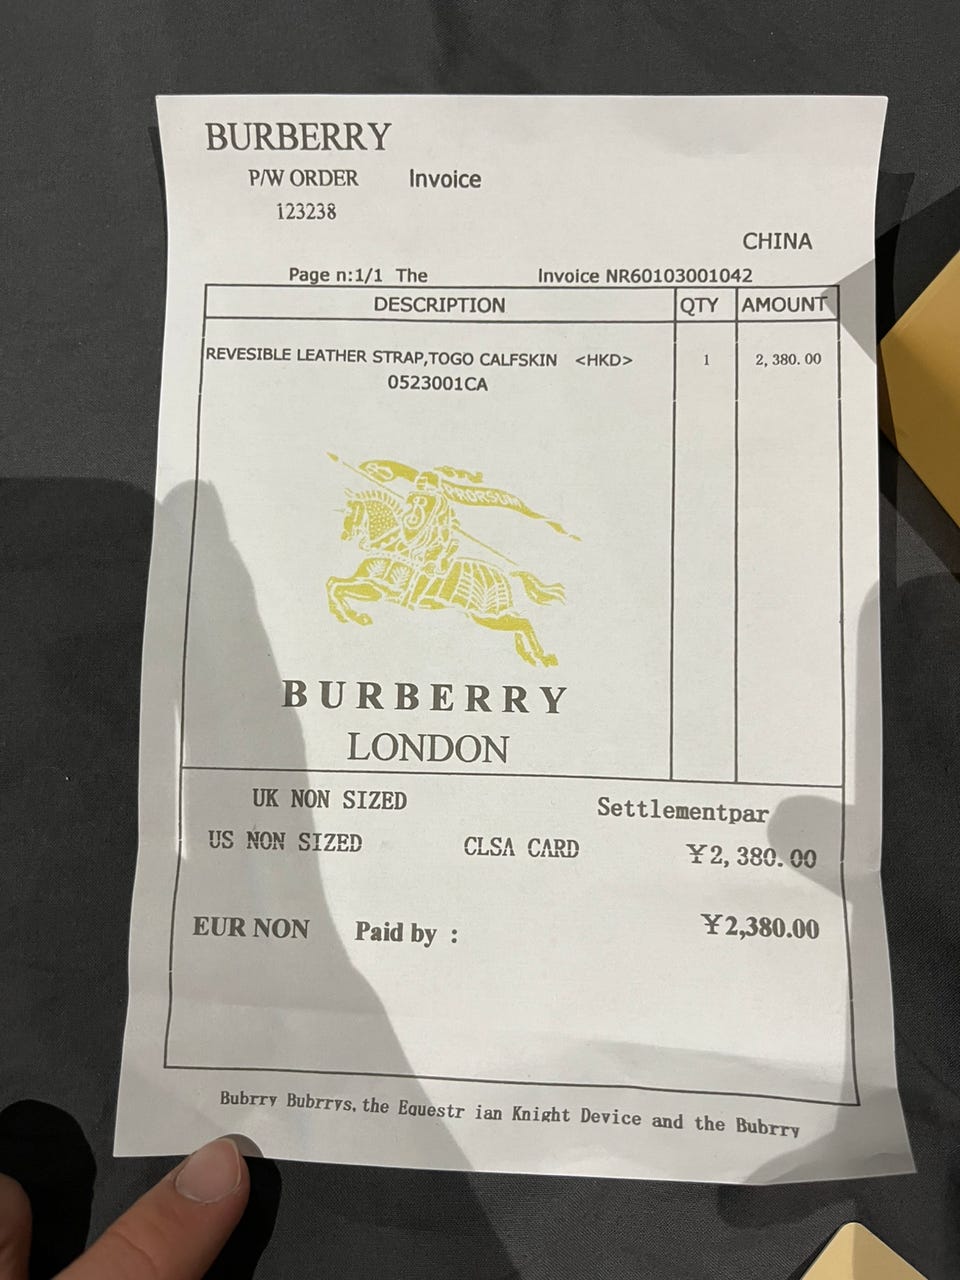 BURBERRY
P/W ORDER Invoice
123238
CHINA
Page n:1/1 The Invoice NR60103001042
DESCRIPTION QTY AMOUNT
REVESIBLE LEATHER STRAP,TOGO CALFSKIN <HKD> 1 2,380.00
0523001CA
PRORSUM
BURBERRY
LONDON
UK NON SIZED Settlementpar
US NON SIZED CLSA CARD ¥2,380.00
EUR NON Paid by : ¥2,380.00
Bubrry Bubrrys, the Equestr ian Knight Device and the Bubrry